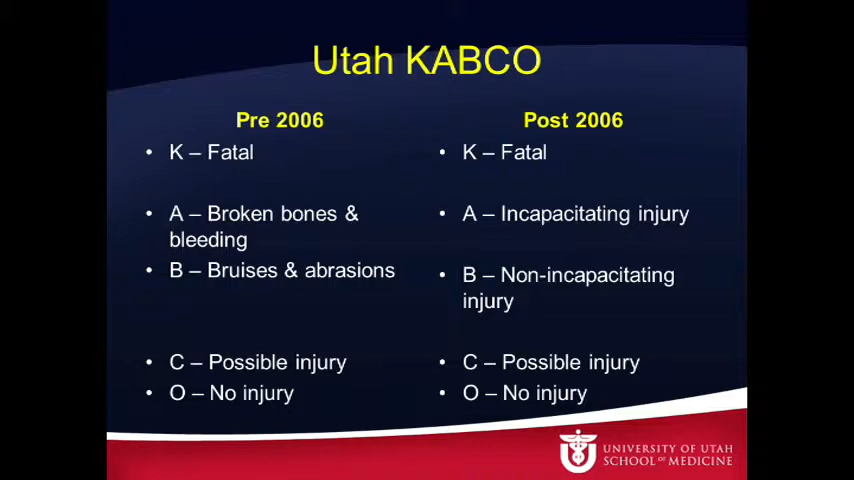 Utah KABCO
Pre 2006
• K – Fatal
• A – Broken bones &
bleeding
• B – Bruises & abrasions
• C – Possible injury
• O – No injury
Post 2006
• K – Fatal
• A – Incapacitating injury
• B – Non-incapacitating
injury
• C – Possible injury
• O – No injury
UNIVERSITY OF UTAH
SCHOOL OF MEDICINE